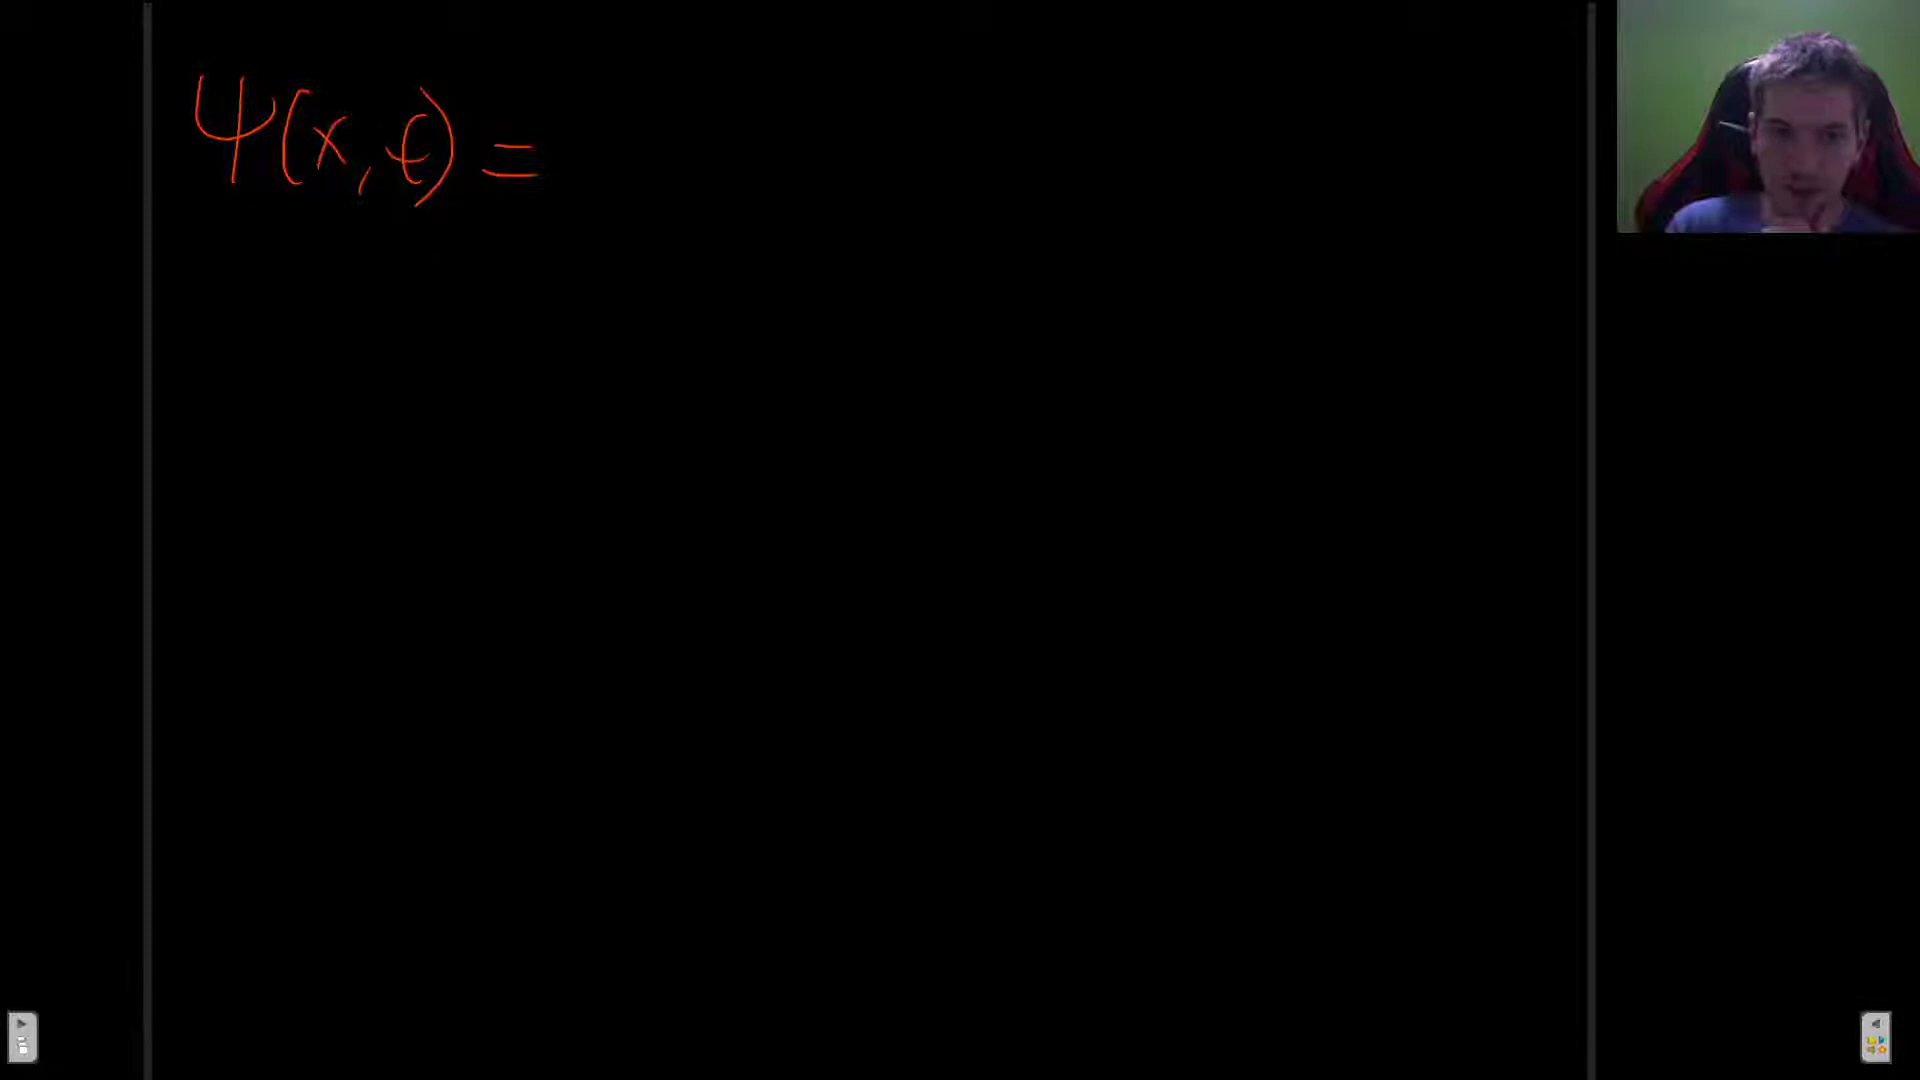 Ψ(x,t) =